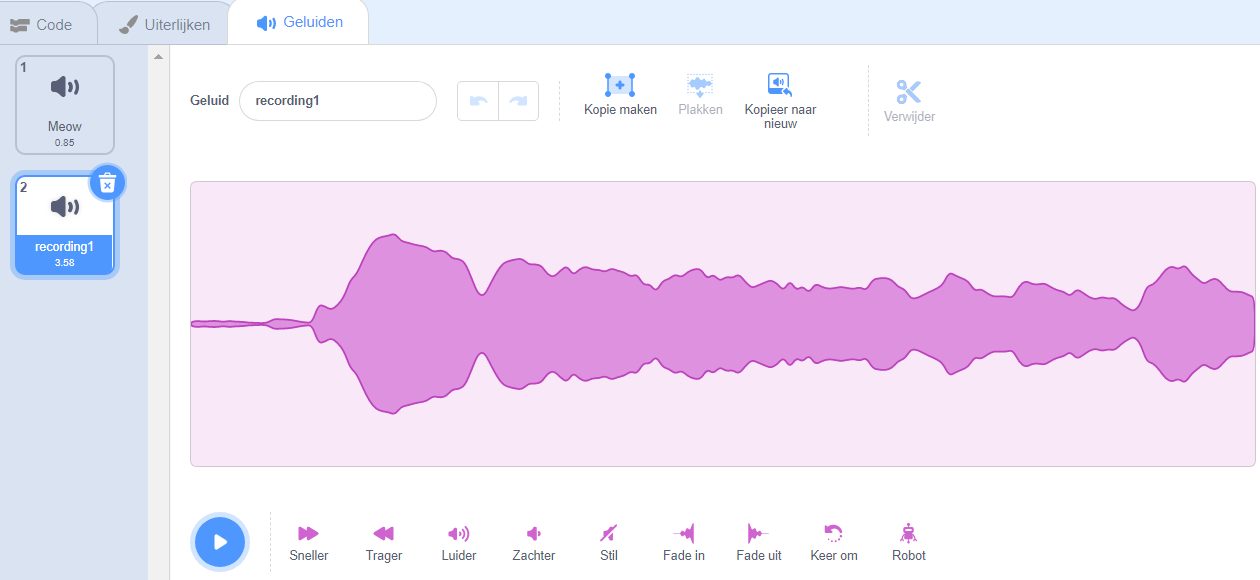 Code
Uiterlijken
Geluiden
1
Meow
0.85
2
recording1
3.58
Geluid
recording1
Kopie maken
Plakken
Kopieer naar
nieuw
Verwijder
Sneller
Trager
Luider
Zachter
Stil
Fade in
Fade uit
Keer om
Robot